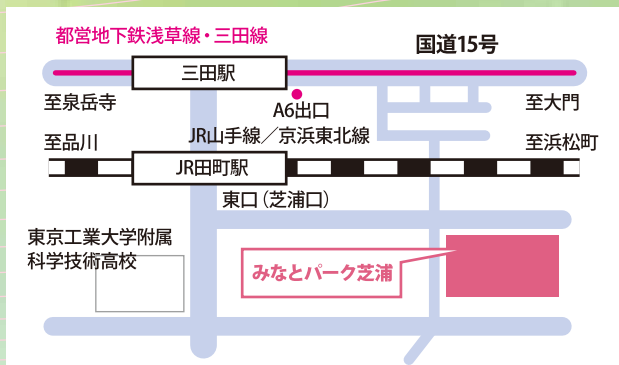 都営地下鉄浅草線・三田線
国道15号
三田駅
至泉岳寺
A6出口
至大門
至品川
JR山手線／京浜東北線
至浜松町
JR田町駅
東口（芝浦口）
東京工業大学附属
科学技術高校
みなとパーク芝浦